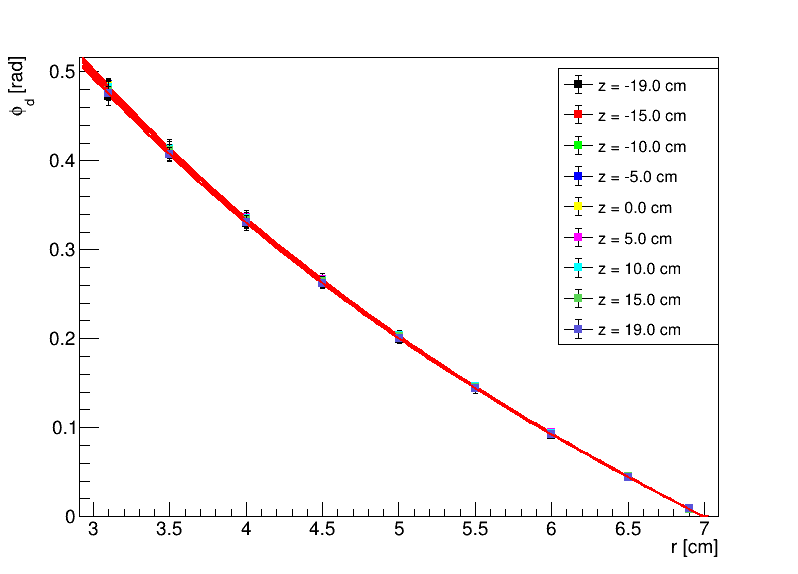 ϕd [rad]
0.5
0.4
0.3
0.2
0.1
0
z = -19.0 cm
z = -15.0 cm
z = -10.0 cm
z = -5.0 cm
z = 0.0 cm
z = 5.0 cm
z = 10.0 cm
z = 15.0 cm
z = 19.0 cm
3 3.5 4 4.5 5 5.5 6 6.5 7
r [cm]